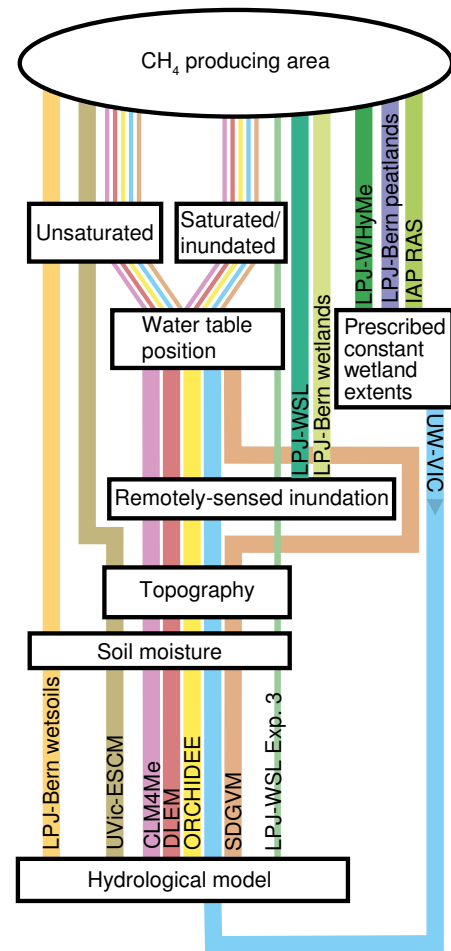 CH₄ producing area
LPJ-WHyMe
LPJ-Bern peatlands
IAP RAS
Unsaturated
Saturated/
inundated
Water table
position
LPJ-WSL
LPJ-Bern wetlands
Prescribed
constant
wetland
extents
UW-VIC
Remotely-sensed inundation
Topography
Soil moisture
LPJ-Bern wetsoils
UVic-ESCM
CLM4Me
DLEM
ORCHIDEE
SDGVM
LPJ-WSL Exp. 3
Hydrological model